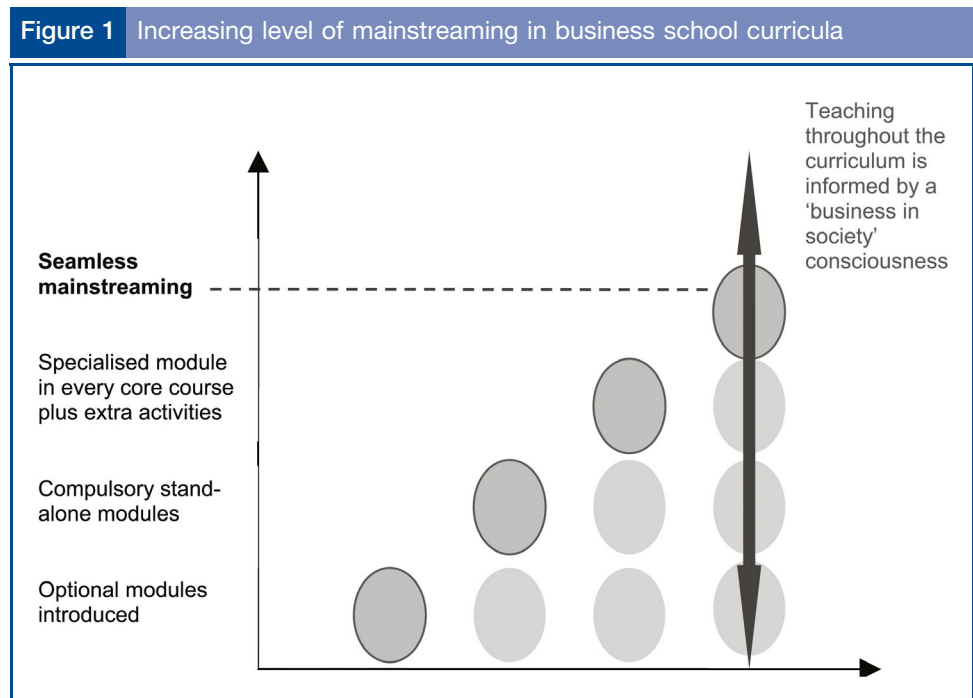 Figure 1 Increasing level of mainstreaming in business school curricula
Teaching
throughout the
curriculum is
informed by a
‘business in
society’
consciousness
Seamless
mainstreaming
Specialised module
in every core course
plus extra activities
Compulsory stand-
alone modules
Optional modules
introduced